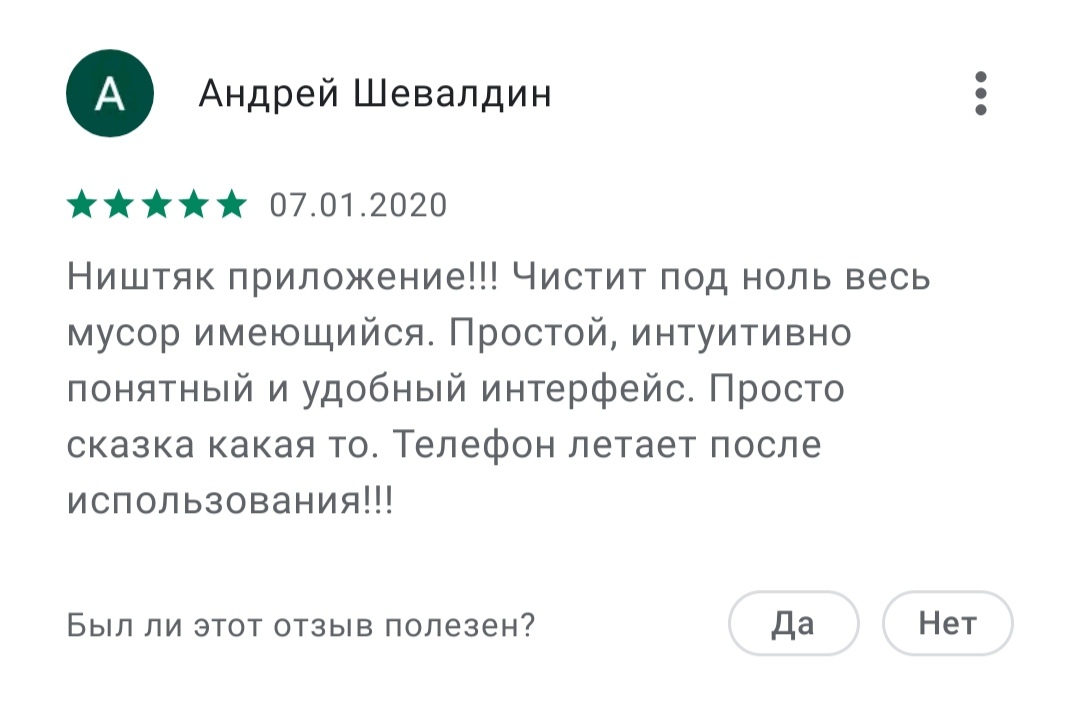 А
Андрей Шевалдин
07.01.2020
Ништяк приложение!!! Чистит под ноль весь
мусор имеющийся. Простой, интуитивно
понятный и удобный интерфейс. Просто
сказка какая то. Телефон летает после
использования!!!
Был ли этот отзыв полезен? Да Нет